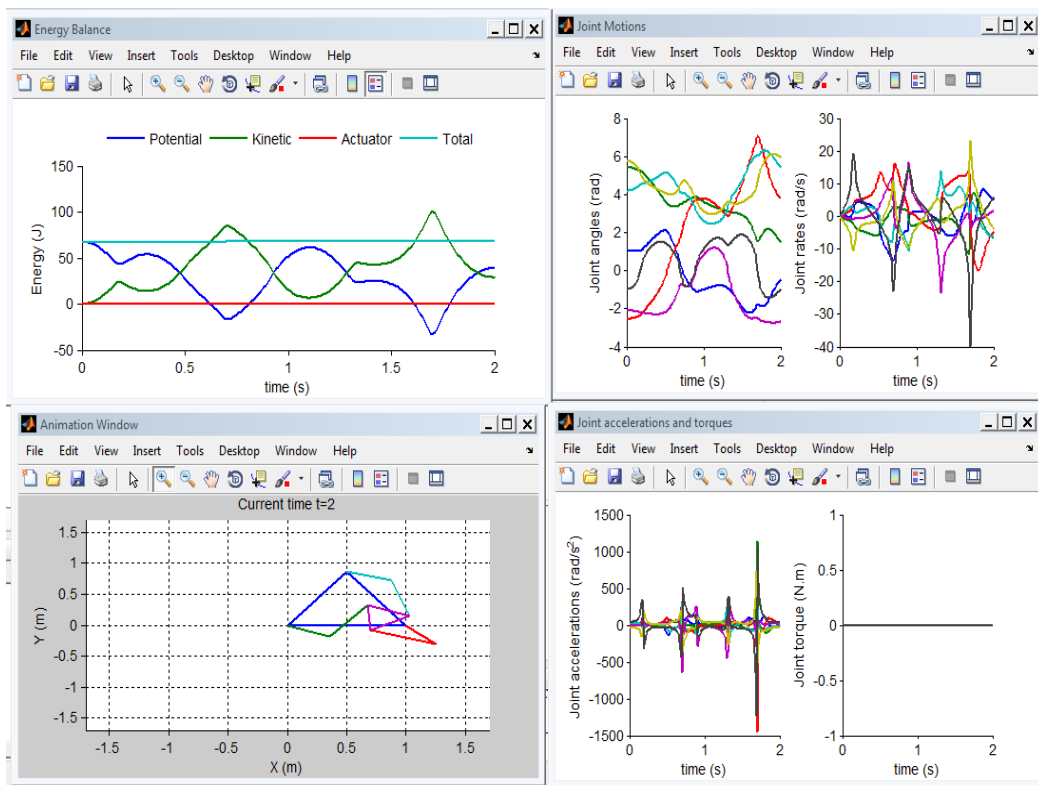 Energy Balance
File Edit View Insert Tools Desktop Window Help
Potential Kinetic Actuator Total
150
100
50
0
-50
Energy (J)
0 0.5 1 1.5 2
time (s)
Joint Motions
File Edit View Insert Tools Desktop Window Help
8
6
4
2
0
-2
-4
Joint angles (rad)
0 1 2
time (s)
30
20
10
0
-10
-20
-30
-40
Joint rates (rad/s)
0 1 2
time (s)
Animation Window
File Edit View Insert Tools Desktop Window Help
Current time t=2
1.5
1
0.5
0
-0.5
-1
-1.5
Y (m)
-1.5 -1 -0.5 0 0.5 1 1.5
X (m)
Joint accelerations and torques
File Edit View Insert Tools Desktop Window Help
1500
1000
500
0
-500
-1000
-1500
Joint accelerations (rad/s²)
0 1 2
time (s)
1
0.5
0
-0.5
-1
Joint torque (N.m)
0 1 2
time (s)